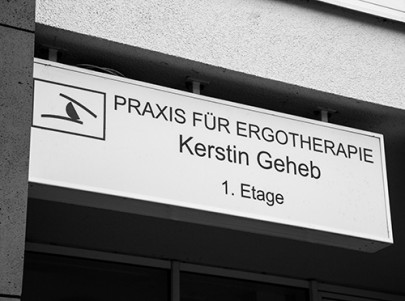 PRAXIS FÜR ERGOTHERAPIE
Kerstin Geheb
1. Etage